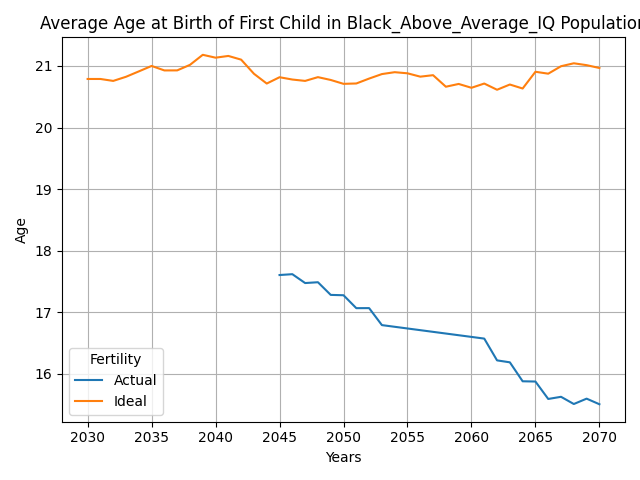 Average Age at Birth of First Child in Black_Above_Average_IQ Population
21
20
19
18
17
16
Age
Fertility
Actual
Ideal
2030 2035 2040 2045 2050 2055 2060 2065 2070
Years